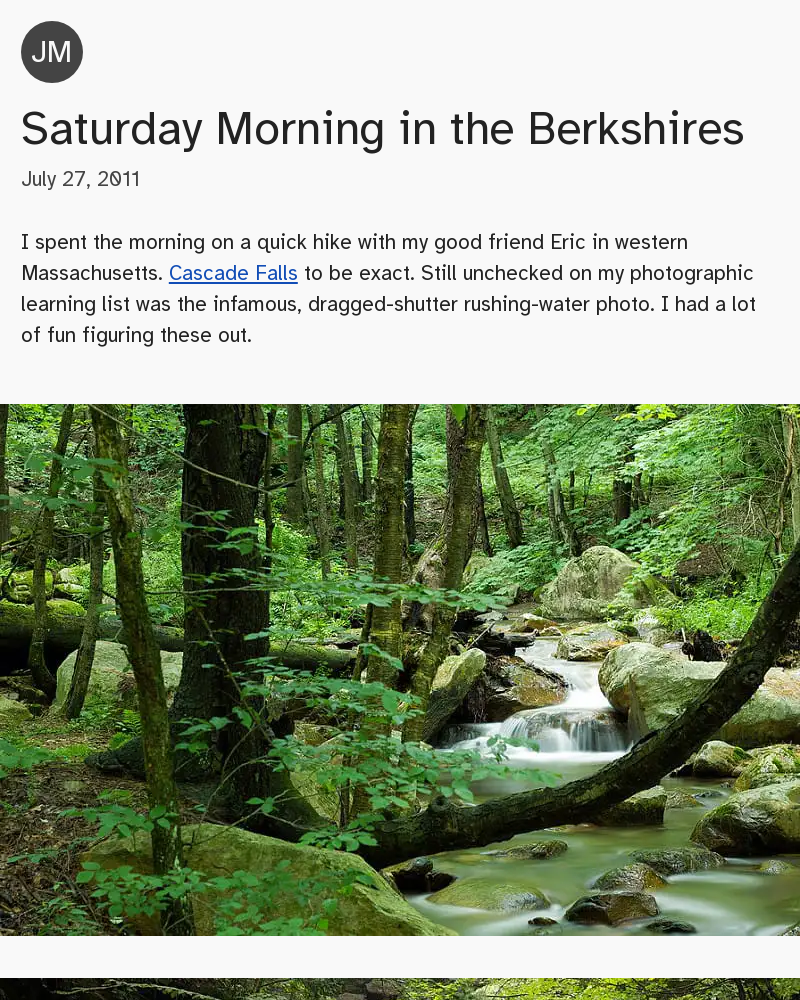 JM
Saturday Morning in the Berkshires
July 27, 2011
I spent the morning on a quick hike with my good friend Eric in western
Massachusetts. Cascade Falls to be exact. Still unchecked on my photographic
learning list was the infamous, dragged-shutter rushing-water photo. I had a lot
of fun figuring these out.